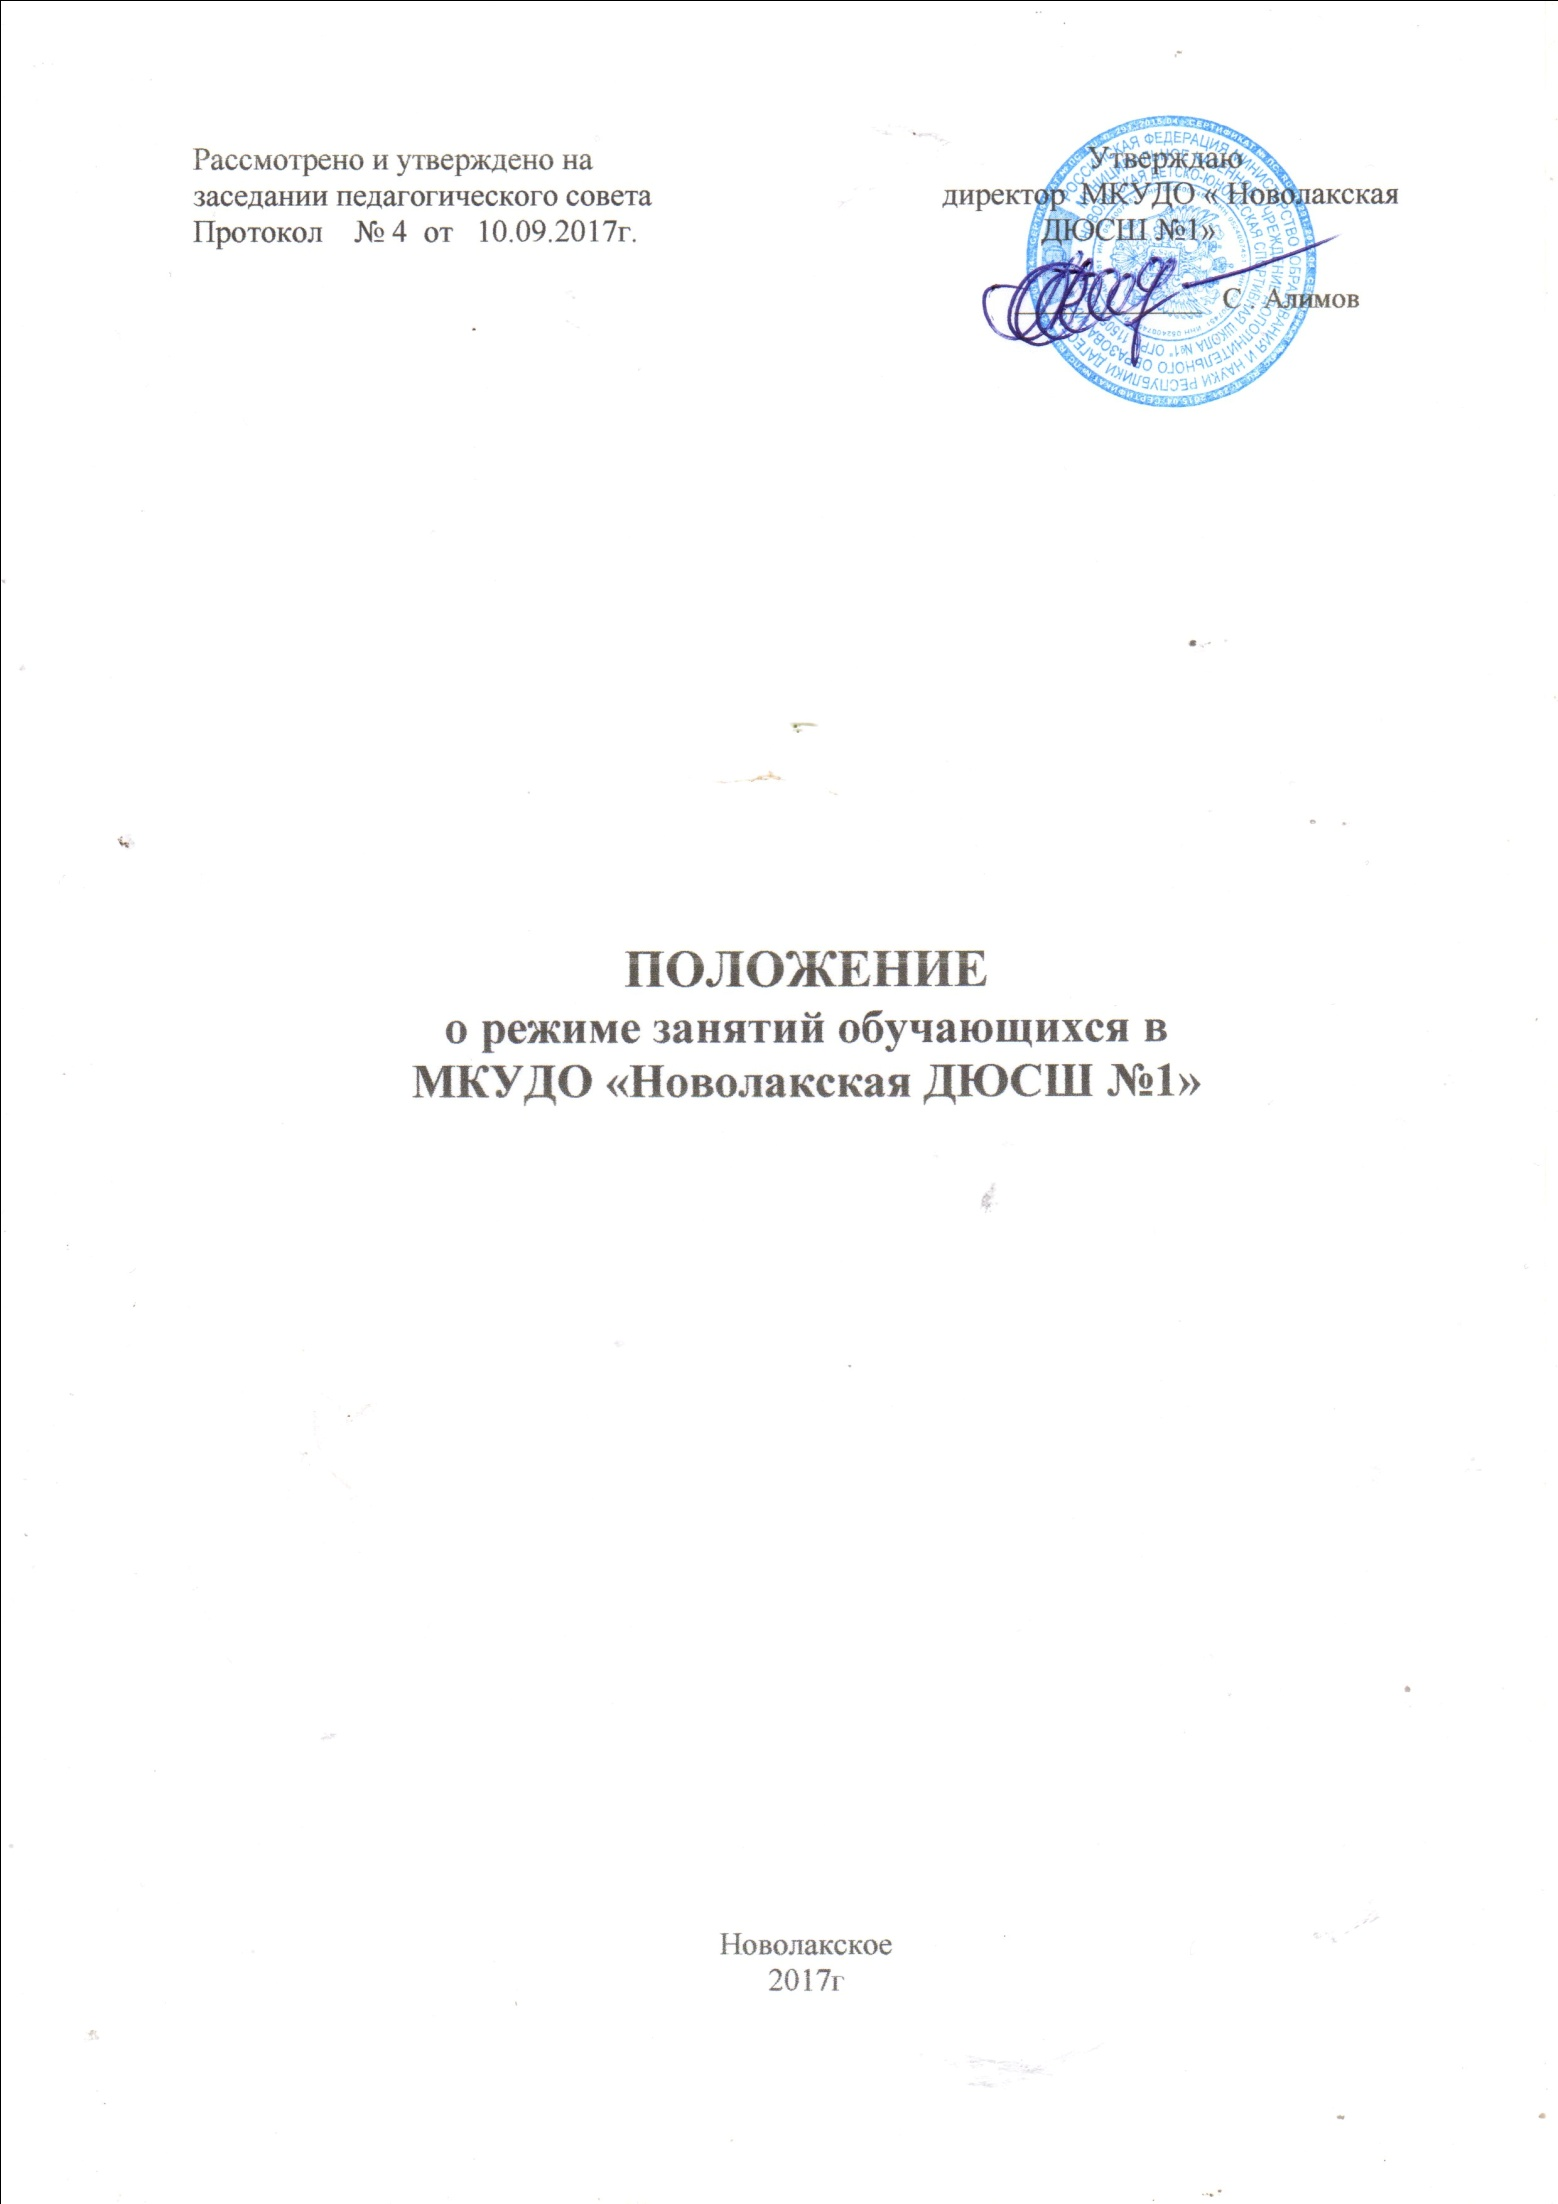 Рассмотрено и утверждено на
заседании педагогического совета
Протокол № 4 от 10.09.2017г.
Утверждаю
директор МКУДО « Новолакская
ДЮСШ №1»
С . Алимов
ПОЛОЖЕНИЕ
о режиме занятий обучающихся в
МКУДО «Новолакская ДЮСШ №1»
Новолакское
2017г